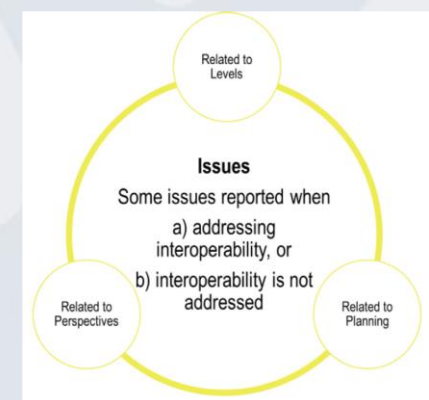 Related to
Levels
Issues
Some issues reported when
a) addressing
interoperability, or
b) interoperability is not
addressed
Related to
Perspectives
Related to
Planning